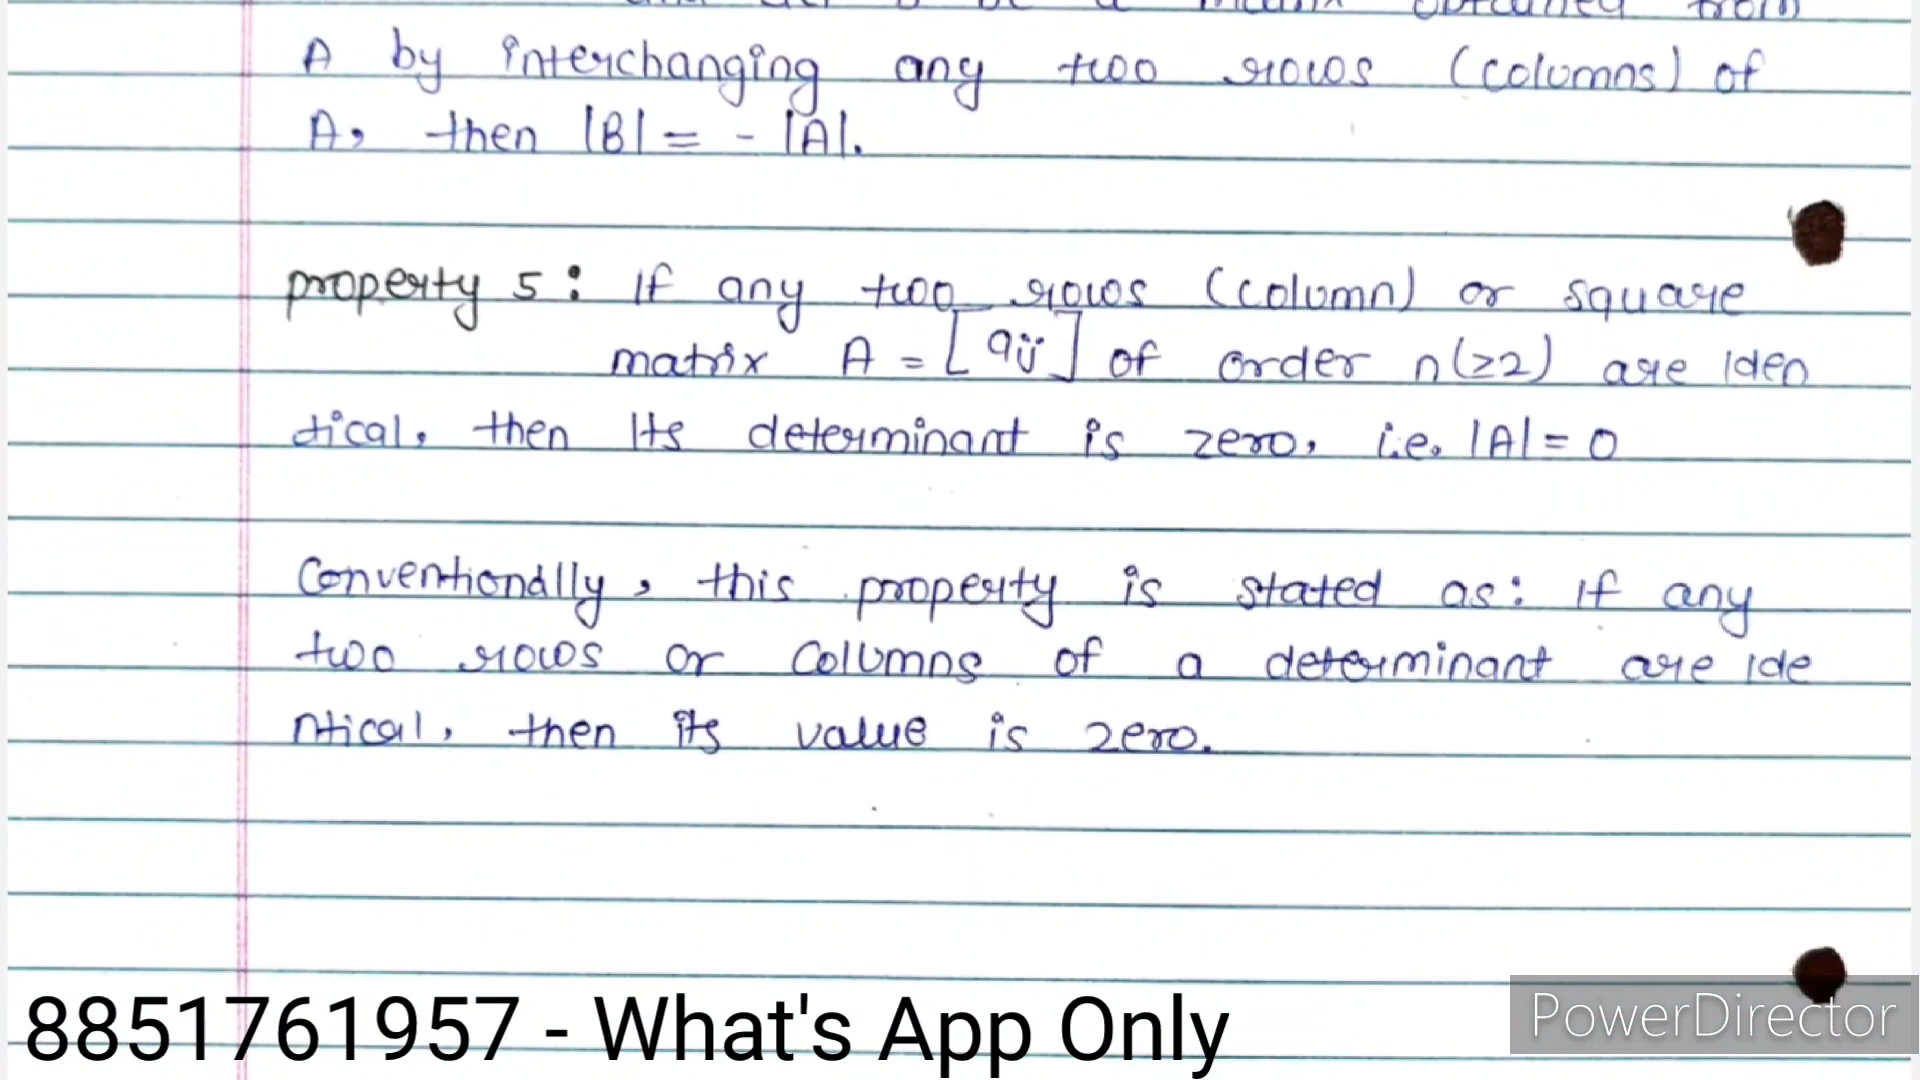 matrix obtained from
A by interchanging any two rows (columns) of
A, then |B| = - |A|.
property 5: If any two rows (column) or square
matrix A = [aij] of order n(≥2) are iden
tical, then its determinant is zero, i.e. |A| = 0
Conventionally, this property is stated as: If any
two rows or columns of a determinant are ide
ntical, then its value is zero.
8851761957 - What's App Only
PowerDirector